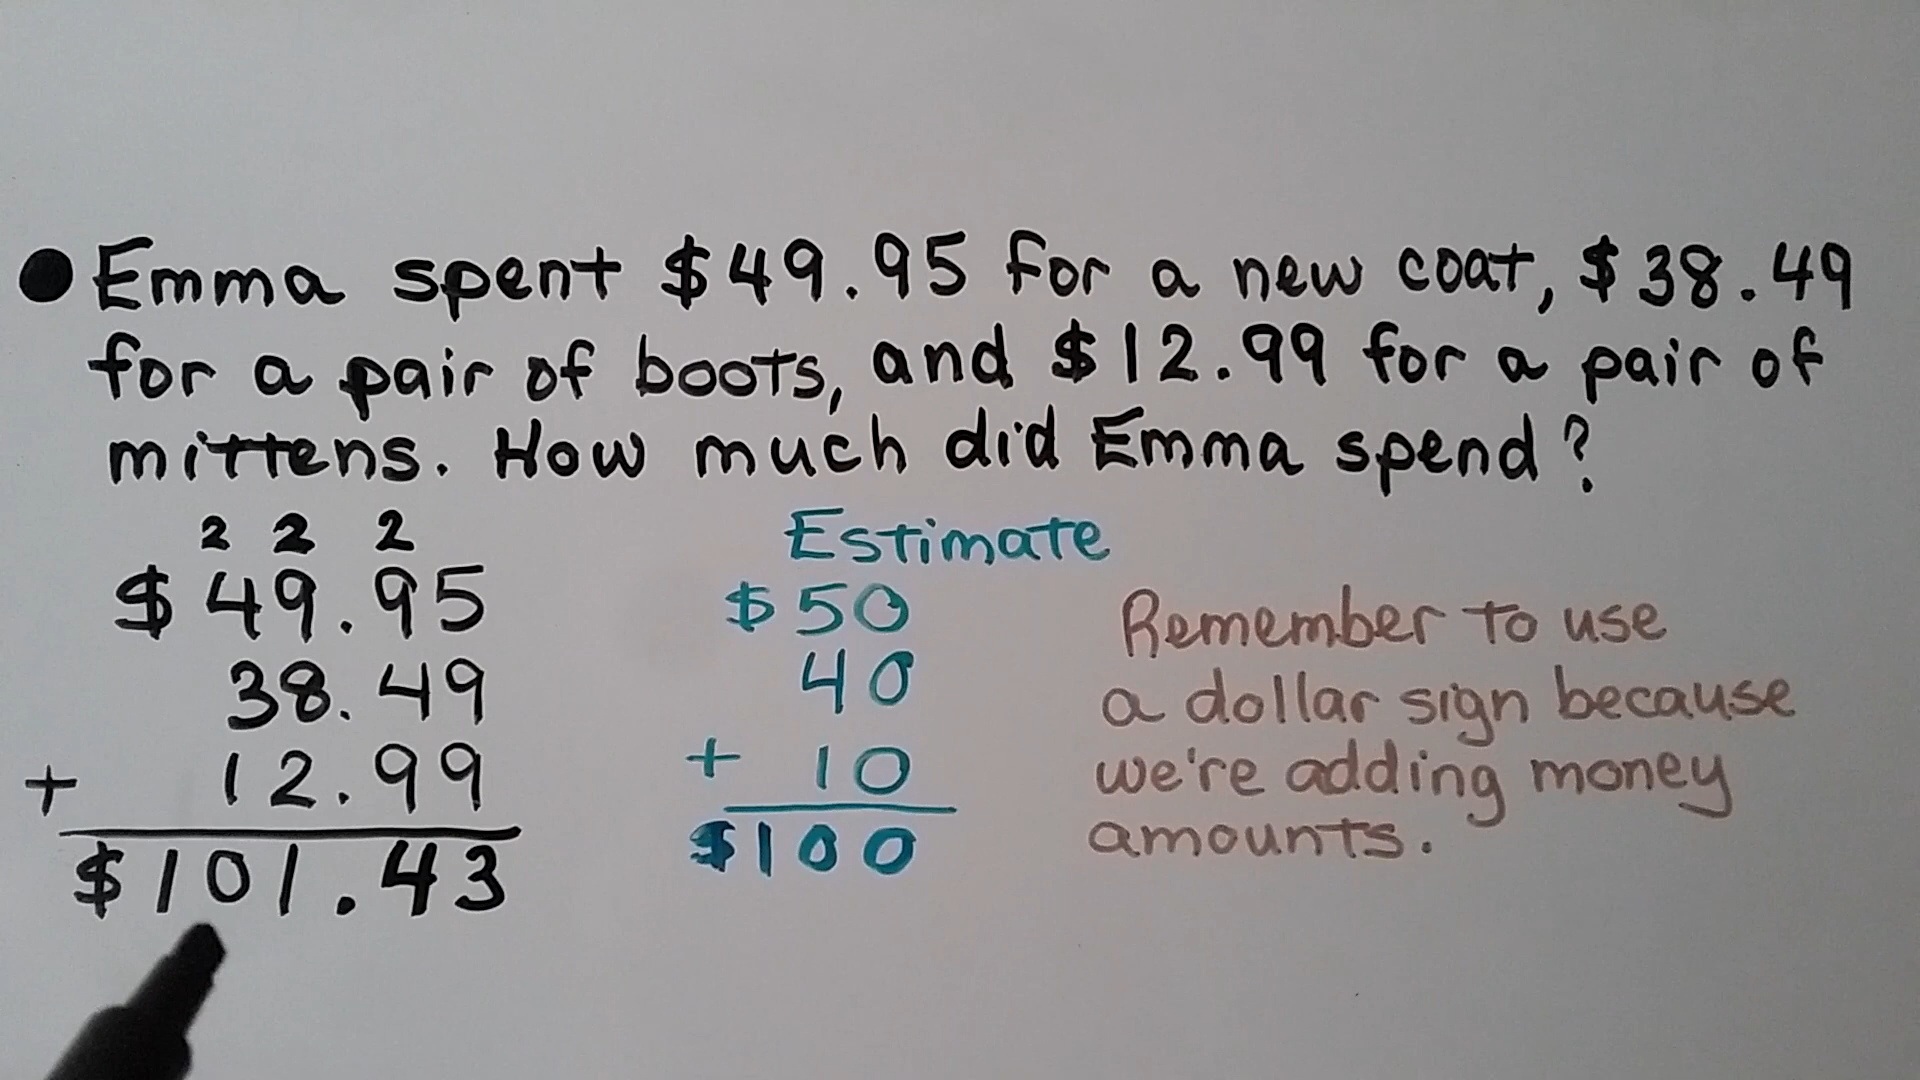 ● Emma spent $49.95 for a new coat, $38.49
for a pair of boots, and $12.99 for a pair of
mittens. How much did Emma spend?
2 2 2
$49.95
38.49
+ 12.99
$101.43
Estimate
$50
40
+ 10
$100
Remember to use
a dollar sign because
we're adding money
amounts.